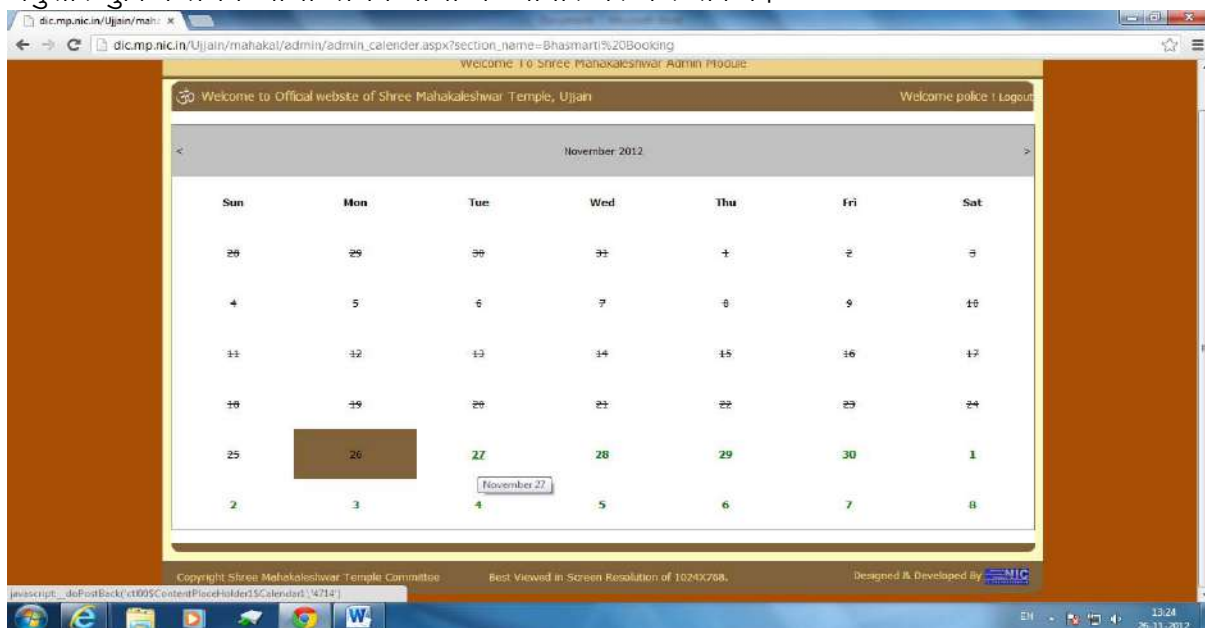 dic.mp.nic.in/Ujjain/mah
dic.mp.nic.in/Ujjain/mahakal/admin/admin_calender.aspx?section_name=Bhasmarti%20Booking
Welcome To Shree Mahakaleshwar Admin Module
ॐ Welcome to Official website of Shree Mahakaleshwar Temple, Ujjain Welcome police ! Logout
< November 2012 >
Sun Mon Tue Wed Thu Fri Sat
28 29 30 31 1 2 3
4 5 6 7 8 9 10
11 12 13 14 15 16 17
18 19 20 21 22 23 24
25 26 27 28 29 30 1
November 27
2 3 4 5 6 7 8
Copyright Shree Mahakaleshwar Temple Committee Best Viewed in Screen Resolution of 1024X768. Designed & Developed By NIC
javascript:__doPostBack('ctl00$ContentPlaceHolder1$Calendar1','4714')
EN 13:24
26-11-2012